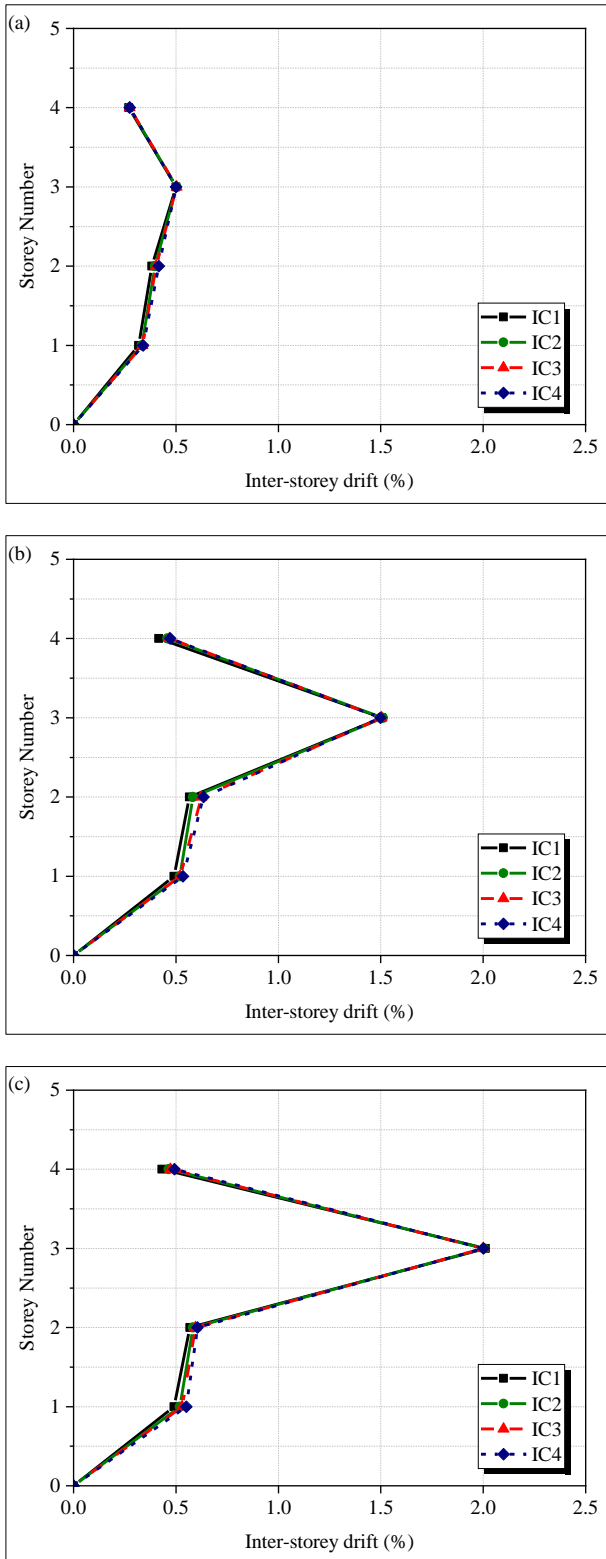 (a)
5
4
3
2
1
0
Storey Number
IC1
IC2
IC3
IC4
0.0 0.5 1.0 1.5 2.0 2.5
Inter-storey drift (%)
(b)
5
4
3
2
1
0
Storey Number
IC1
IC2
IC3
IC4
0.0 0.5 1.0 1.5 2.0 2.5
Inter-storey drift (%)
(c)
5
4
3
2
1
0
Storey Number
IC1
IC2
IC3
IC4
0.0 0.5 1.0 1.5 2.0 2.5
Inter-storey drift (%)